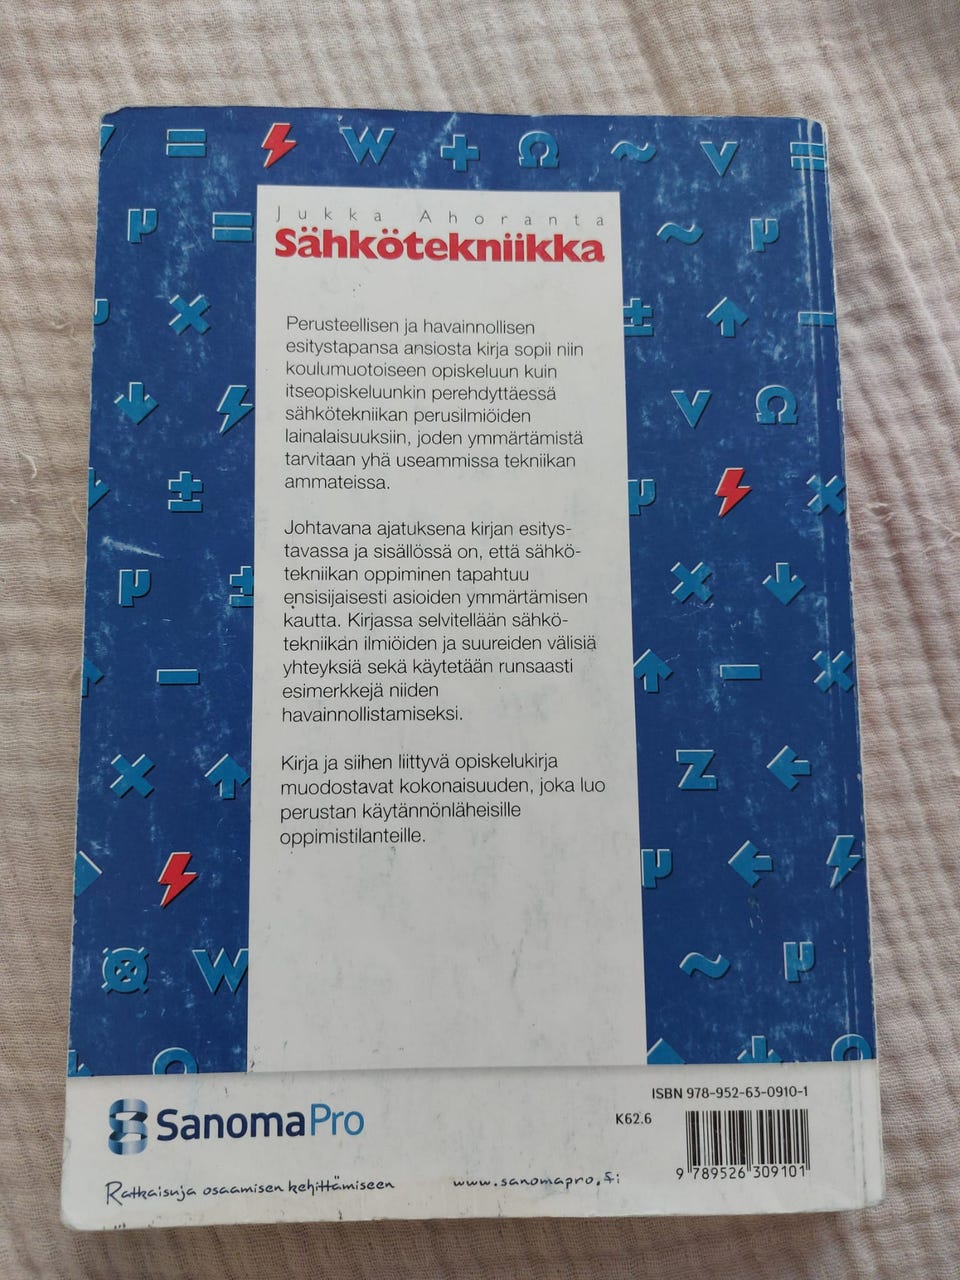 Jukka Ahoranta
Sähkötekniikka
Perusteellisen ja havainnollisen
esitystapansa ansiosta kirja sopii niin
koulumuotoiseen opiskeluun kuin
itseopiskeluunkin perehdyttäessä
sähkötekniikan perusilmiöiden
lainalaisuuksiin, joden ymmärtämistä
tarvitaan yhä useammissa tekniikan
ammateissa.
Johtavana ajatuksena kirjan esitys-
tavassa ja sisällössä on, että sähkö-
tekniikan oppiminen tapahtuu
ensisijaisesti asioiden ymmärtämisen
kautta. Kirjassa selvitellään sähkö-
tekniikan ilmiöiden ja suureiden välisiä
yhteyksiä sekä käytetään runsaasti
esimerkkejä niiden
havainnollistamiseksi.
Kirja ja siihen liittyvä opiskelukirja
muodostavat kokonaisuuden, joka luo
perustan käytännönläheisille
oppimistilanteille.
SanomaPro
Ratkaisuja osaamisen kehittämiseen
www.sanomapro.fi
K62.6
ISBN 978-952-63-0910-1
9 789526 309101